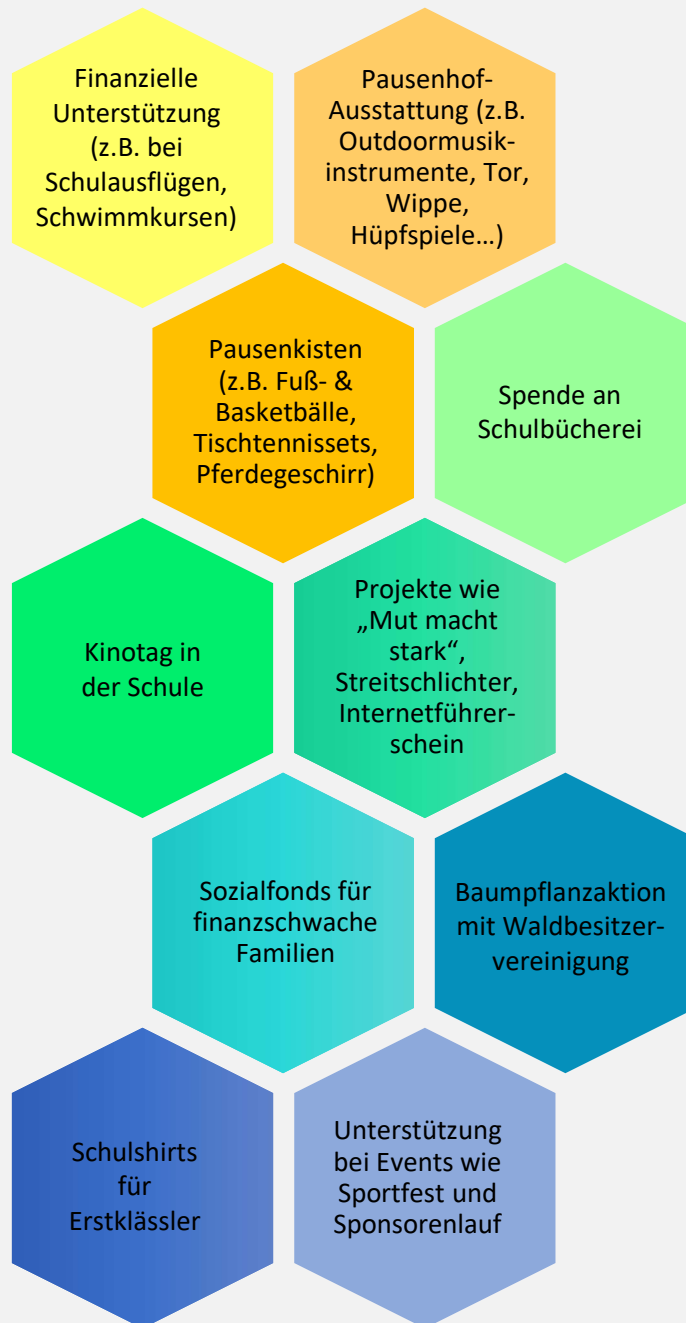 Finanzielle
Unterstützung
(z.B. bei
Schulausflügen,
Schwimmkursen)
Pausenhof-
Ausstattung (z.B.
Outdoormusik-
instrumente, Tor,
Wippe,
Hüpfspiele…)
Pausenkisten
(z.B. Fuß- &
Basketbälle,
Tischtennissets,
Pferdegeschirr)
Spende an
Schulbücherei
Kinotag in
der Schule
Projekte wie
„Mut macht
stark“,
Streitschlichter,
Internetführer-
schein
Sozialfonds für
finanzschwache
Familien
Baumpflanzaktion
mit Waldbesitzer-
vereinigung
Schulshirts
für
Erstklässler
Unterstützung
bei Events wie
Sportfest und
Sponsorenlauf